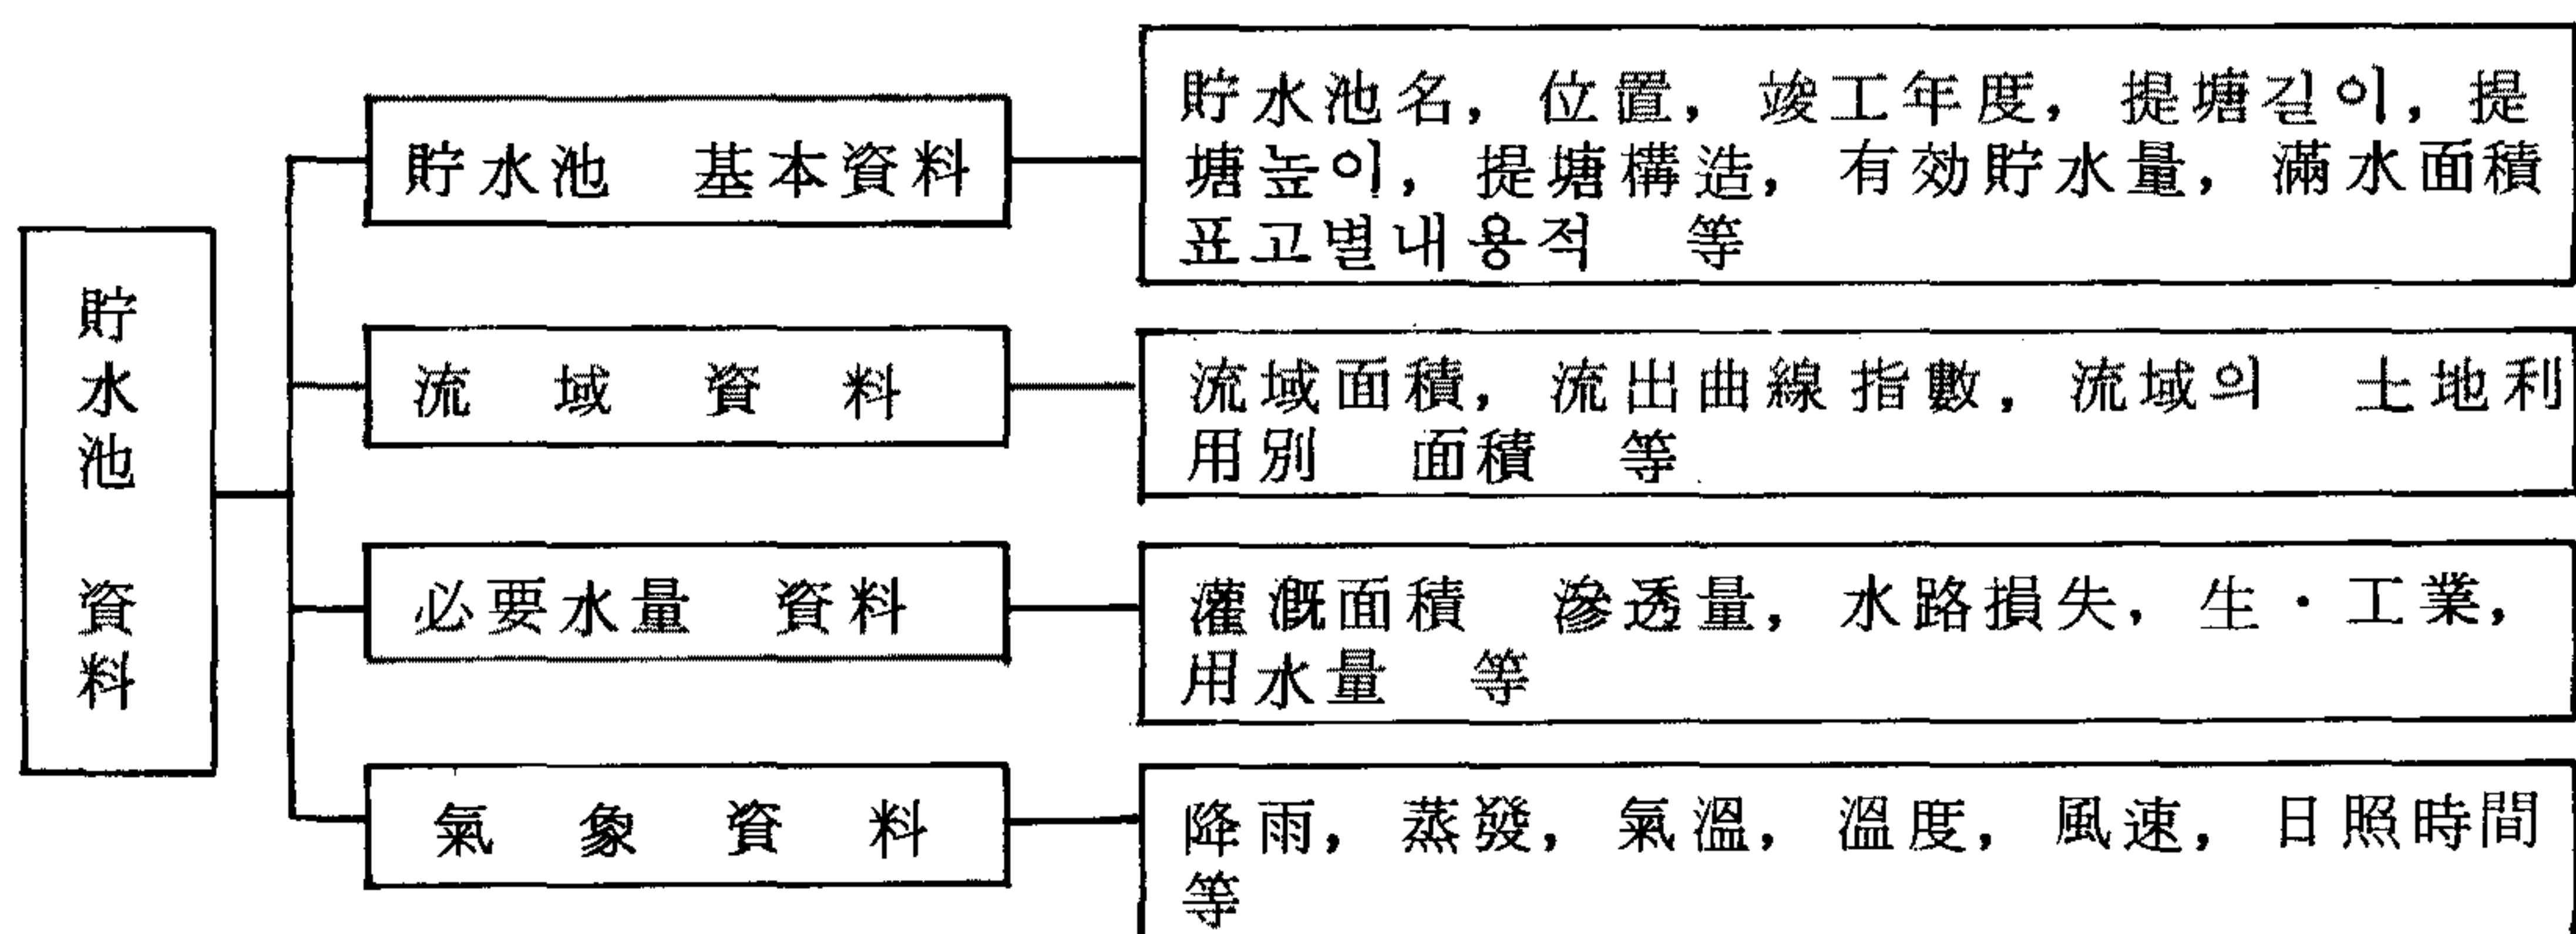 貯水池 資料
貯水池 基本資料
貯水池名, 位置, 竣工年度, 提塘길이, 提
塘높이, 提塘構造, 有効貯水量, 滿水面積
표고별내용적 等
流域資料
流域面積, 流出曲線指數, 流域의 土地利
用別 面積 等
必要水量 資料
灌漑面積 滲透量, 水路損失, 生·工業,
用水量 等
氣象資料
降雨, 蒸發, 氣溫, 溫度, 風速, 日照時間
等